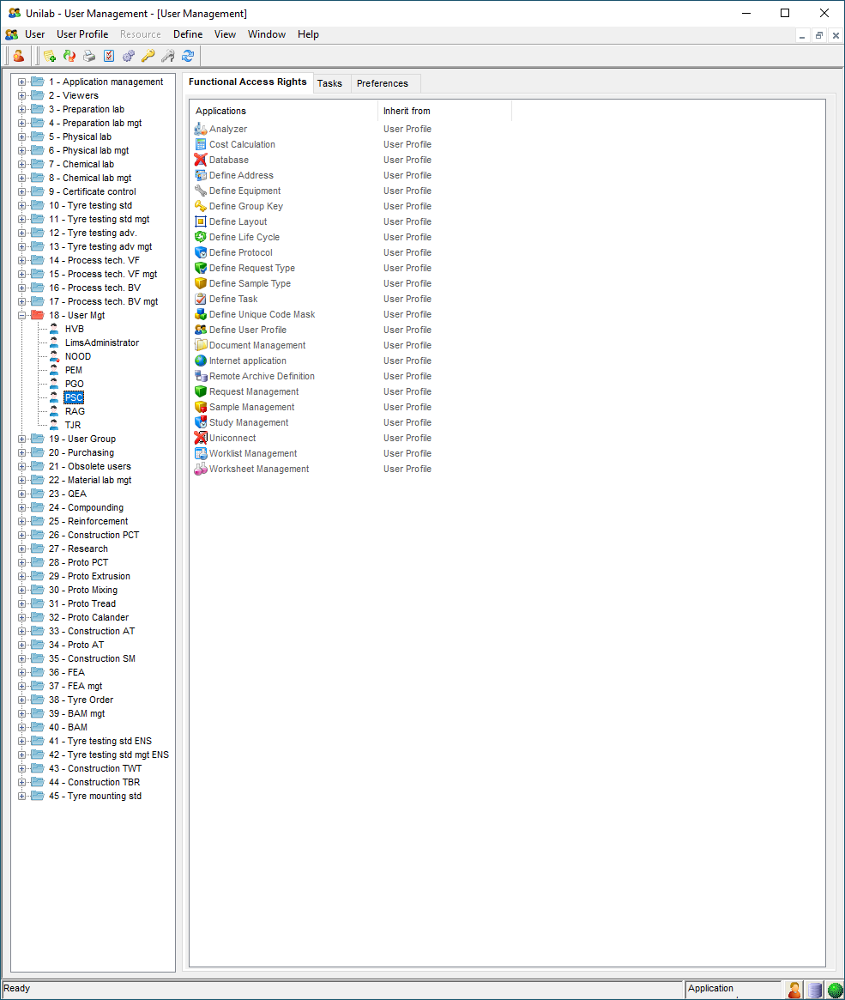 Unilab - User Management - [User Management]
User User Profile Resource Define View Window Help
1 - Application management
2 - Viewers
3 - Preparation lab
4 - Preparation lab mgt
5 - Physical lab
6 - Physical lab mgt
7 - Chemical lab
8 - Chemical lab mgt
9 - Certificate control
10 - Tyre testing std
11 - Tyre testing std mgt
12 - Tyre testing adv.
13 - Tyre testing adv mgt
14 - Process tech. VF
15 - Process tech. VF mgt
16 - Process tech. BV
17 - Process tech. BV mgt
18 - User Mgt
HVB
LimsAdministrator
NOOD
PEM
PGO
PSC
RAG
TJR
19 - User Group
20 - Purchasing
21 - Obsolete users
22 - Material lab mgt
23 - QEA
24 - Compounding
25 - Reinforcement
26 - Construction PCT
27 - Research
28 - Proto PCT
29 - Proto Extrusion
30 - Proto Mixing
31 - Proto Tread
32 - Proto Calander
33 - Construction AT
34 - Proto AT
35 - Construction SM
36 - FEA
37 - FEA mgt
38 - Tyre Order
39 - BAM mgt
40 - BAM
41 - Tyre testing std ENS
42 - Tyre testing std mgt ENS
43 - Construction TWT
44 - Construction TBR
45 - Tyre mounting std
Functional Access Rights Tasks Preferences
Applications Inherit from
Analyzer User Profile
Cost Calculation User Profile
Database User Profile
Define Address User Profile
Define Equipment User Profile
Define Group Key User Profile
Define Layout User Profile
Define Life Cycle User Profile
Define Protocol User Profile
Define Request Type User Profile
Define Sample Type User Profile
Define Task User Profile
Define Unique Code Mask User Profile
Define User Profile User Profile
Document Management User Profile
Internet application User Profile
Remote Archive Definition User Profile
Request Management User Profile
Sample Management User Profile
Study Management User Profile
Uniconnect User Profile
Worklist Management User Profile
Worksheet Management User Profile
Ready Application